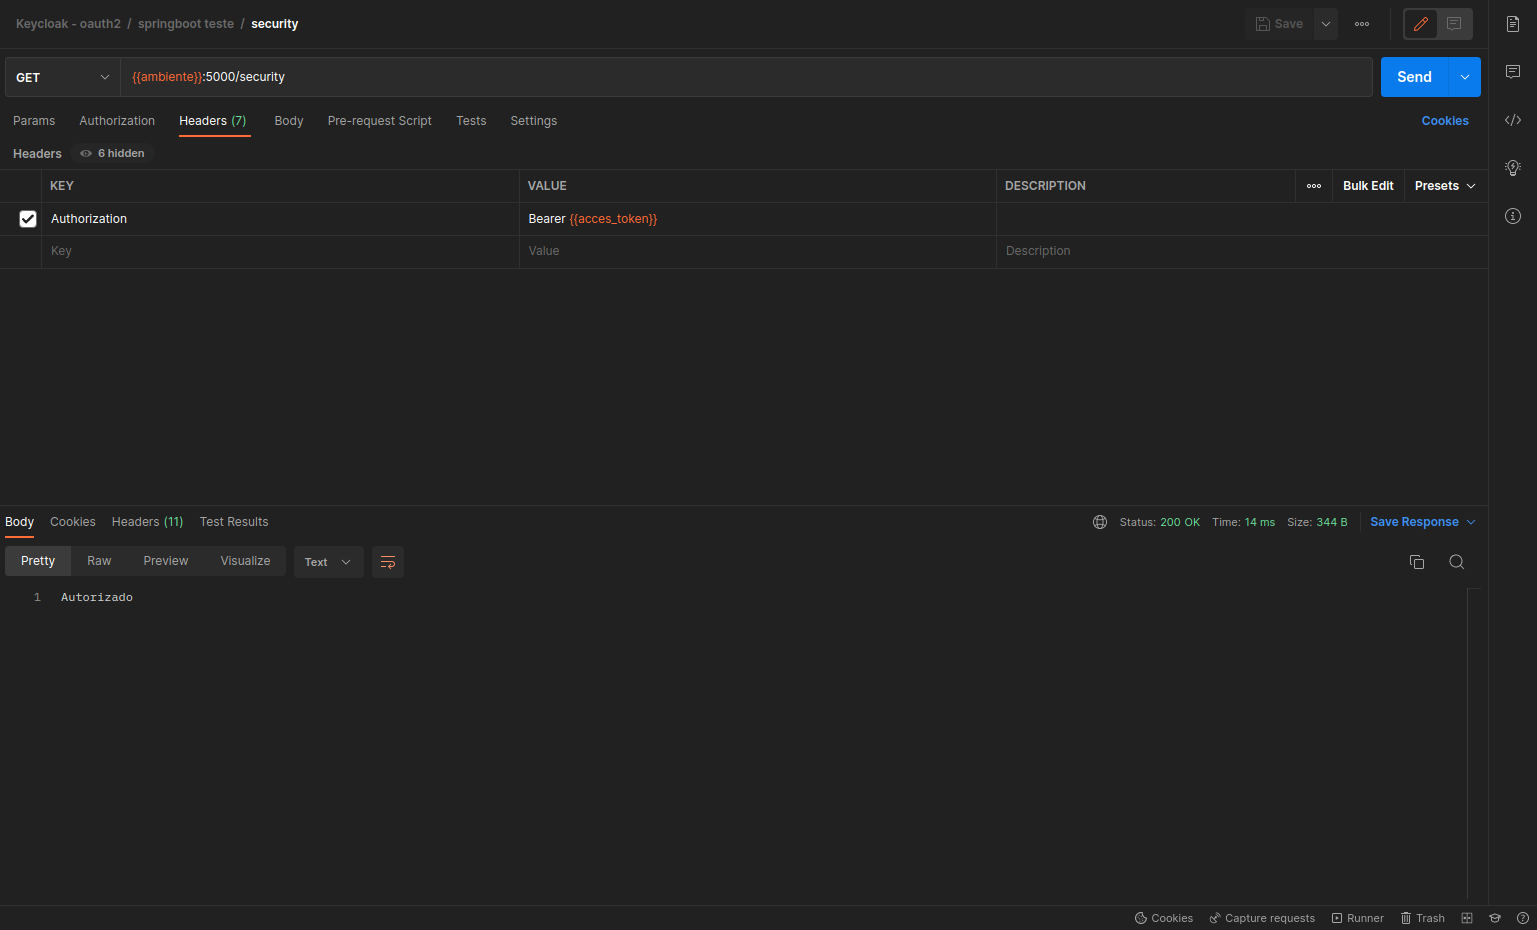 Keycloak - oauth2 / springboot teste / security
Save
GET
{{ambiente}}:5000/security
Send
Params Authorization Headers (7) Body Pre-request Script Tests Settings Cookies
Headers 6 hidden
KEY VALUE DESCRIPTION Bulk Edit Presets
Authorization Bearer {{acces_token}}
Key Value Description
Body Cookies Headers (11) Test Results Status: 200 OK Time: 14 ms Size: 344 B Save Response
Pretty Raw Preview Visualize Text
1 Autorizado
Cookies Capture requests Runner Trash